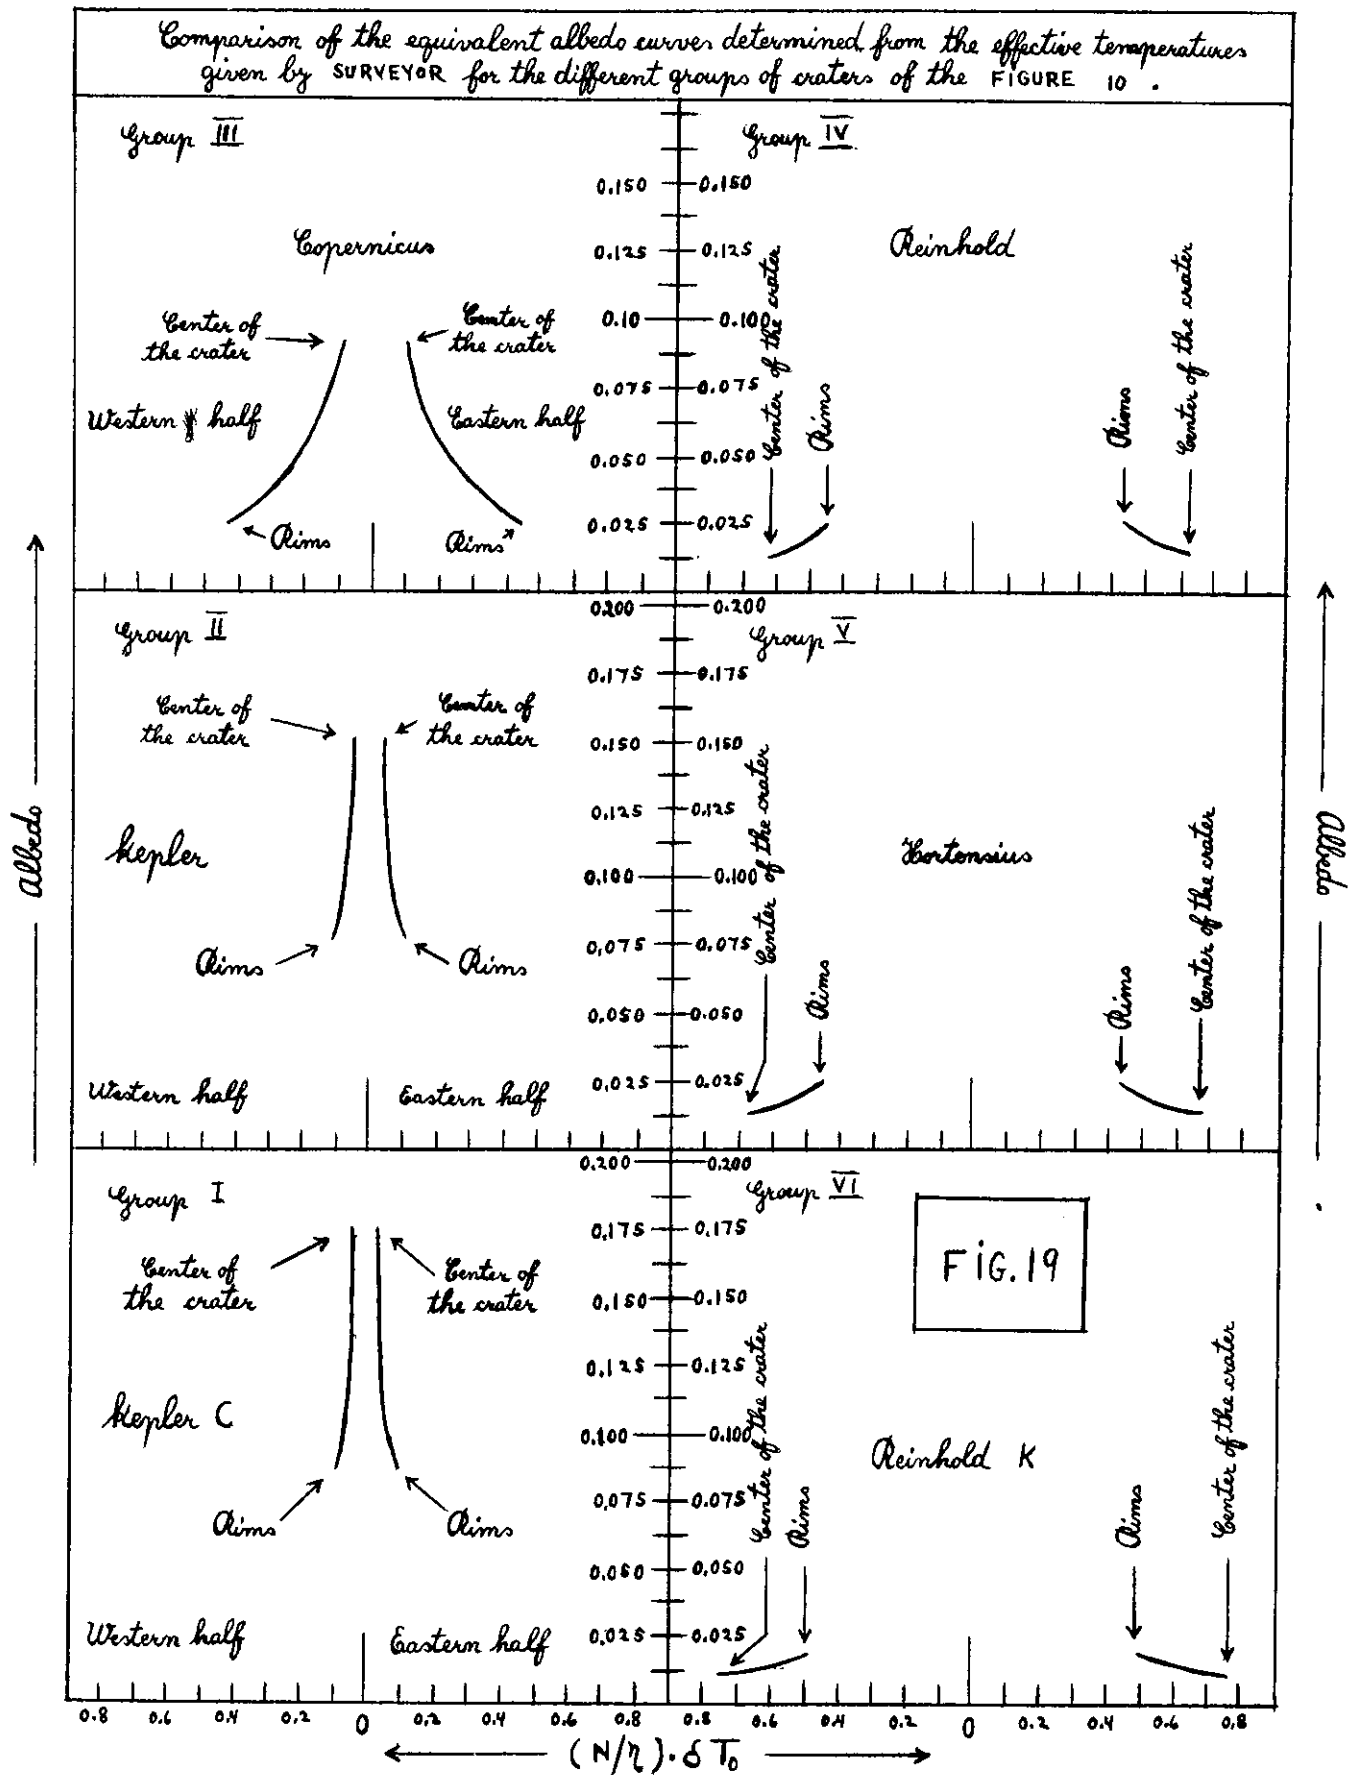 Comparison of the equivalent albedo curves determined from the effective temperatures
given by SURVEYOR for the different groups of craters of the FIGURE 10 .
Group III
Copernicus
Center of
the crater
Center of
the crater
Western half
Eastern half
Rims
Rims
0.150
0.125
0.10
0.075
0.050
0.025
Group IV
Reinhold
0.150
0.125
0.100
0.075
0.050
0.025
Center of the crater
Rims
Rims
Center of the crater
Group II
Center of
the crater
Center of
the crater
Kepler
Rims
Rims
Western half
Eastern half
0.200
0.175
0.150
0.125
0.100
0.075
0.050
0.025
Group V
Hortensius
0.200
0.175
0.150
0.125
0.100
0.075
0.050
0.025
Center of the crater
Rims
Rims
Center of the crater
Group I
Center of
the crater
Center of
the crater
Kepler C
Rims
Rims
Western half
Eastern half
0.200
0.175
0.150
0.125
0.100
0.075
0.050
0.025
Group VI
FIG.19
Reinhold K
0.200
0.175
0.150
0.125
0.100
0.075
0.050
0.025
Center of the crater
Rims
Rims
Center of the crater
0.8 0.6 0.4 0.2 0 0.2 0.4 0.6 0.8 0.6 0.4 0.2 0 0.2 0.4 0.6 0.8
(N/η).δT₀
Albedo
Albedo